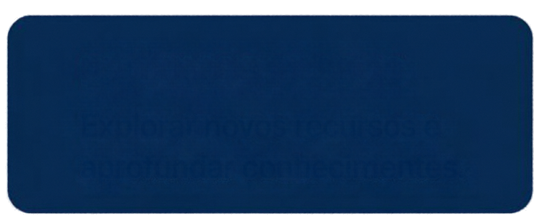 Explorar novos recursos e
aprofundar conhecimentos.